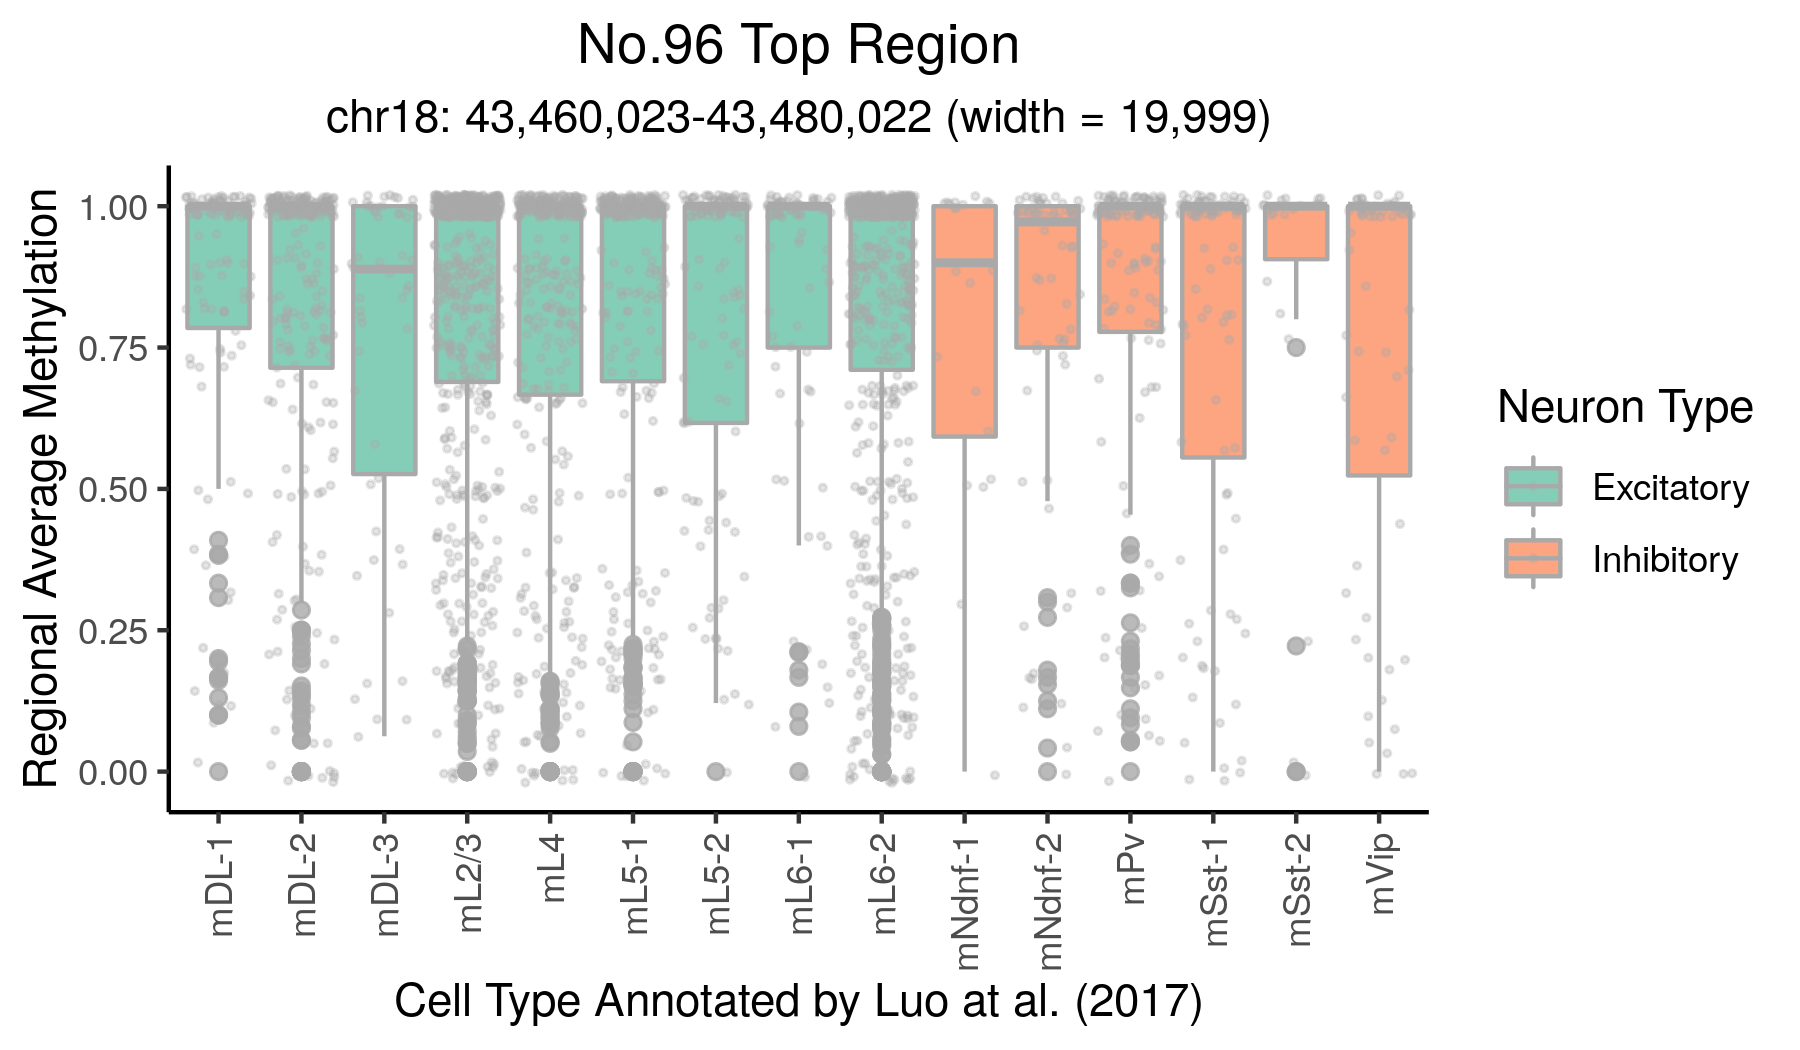 No.96 Top Region
chr18: 43,460,023-43,480,022 (width = 19,999)
Regional Average Methylation
1.00
0.75
0.50
0.25
0.00
mDL-1
mDL-2
mDL-3
mL2/3
mL4
mL5-1
mL5-2
mL6-1
mL6-2
mNdnf-1
mNdnf-2
mPv
mSst-1
mSst-2
mVip
Cell Type Annotated by Luo at al. (2017)
Neuron Type
Excitatory
Inhibitory